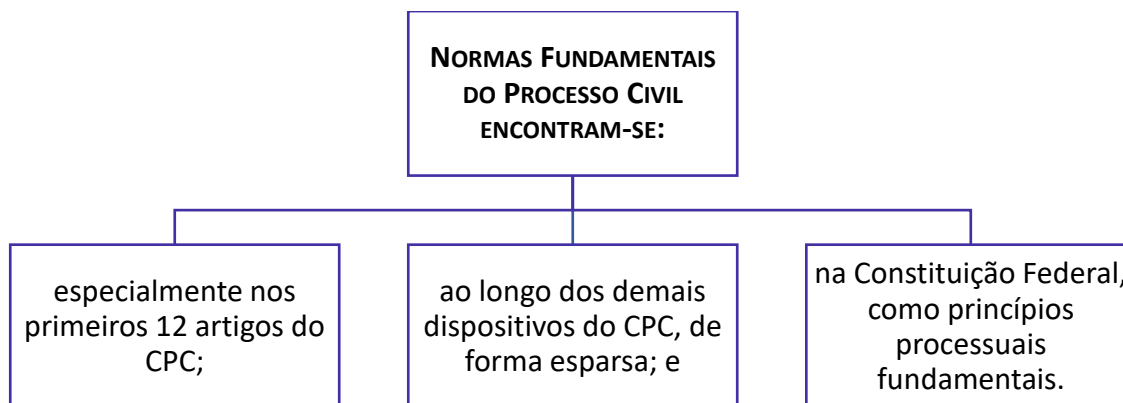 NORMAS FUNDAMENTAIS
DO PROCESSO CIVIL
ENCONTRAM-SE:
especialmente nos
primeiros 12 artigos do
CPC;
ao longo dos demais
dispositivos do CPC, de
forma esparsa; e
na Constituição Federal,
como princípios
processuais
fundamentais.